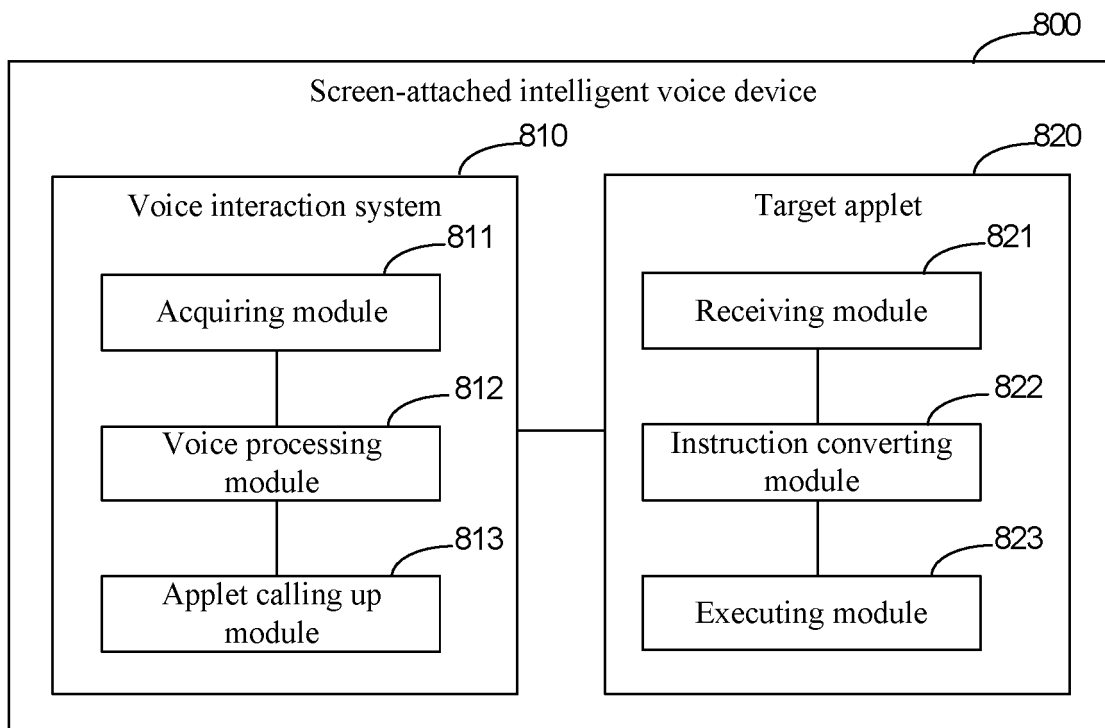 800
Screen-attached intelligent voice device
810
Voice interaction system
811
Acquiring module
812
Voice processing
module
813
Applet calling up
module
820
Target applet
821
Receiving module
822
Instruction converting
module
823
Executing module